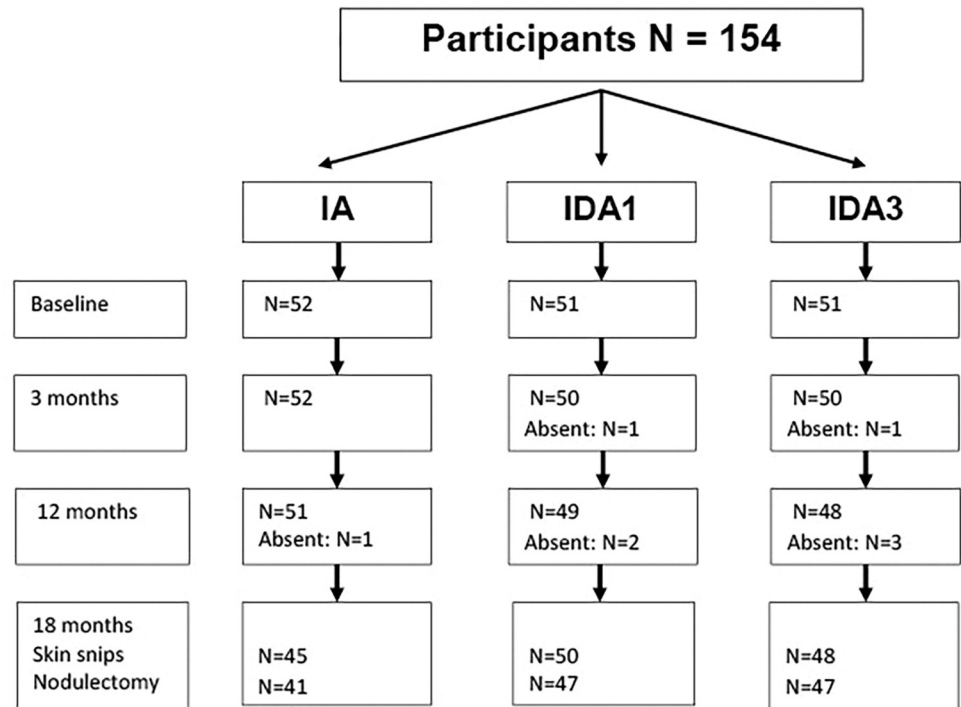 Participants N = 154
IA
IDA1
IDA3
Baseline
N=52
N=51
N=51
3 months
N=52
N=50
Absent: N=1
N=50
Absent: N=1
12 months
N=51
Absent: N=1
N=49
Absent: N=2
N=48
Absent: N=3
18 months
Skin snips
Nodulectomy
N=45
N=41
N=50
N=47
N=48
N=47